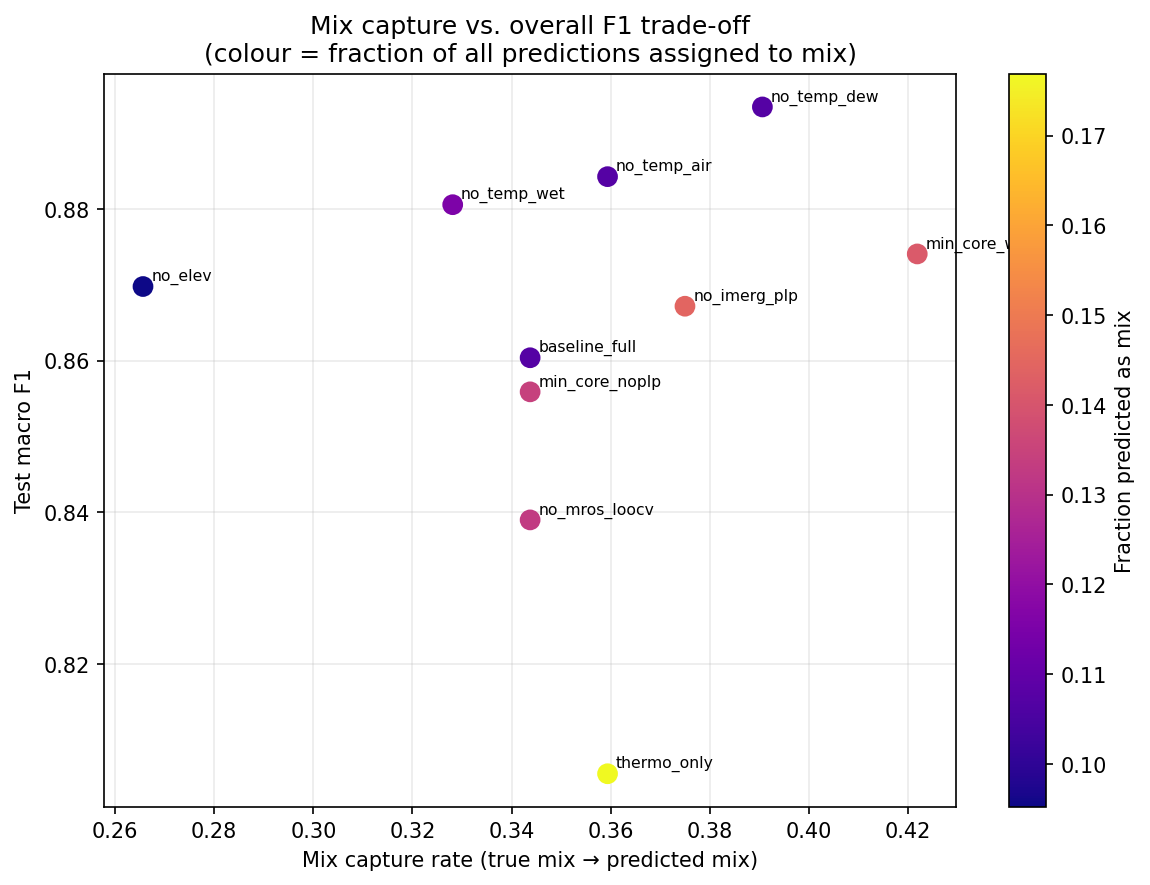 Mix capture vs. overall F1 trade-off
(colour = fraction of all predictions assigned to mix)
no_temp_dew
no_temp_air
no_temp_wet
min_core_
no_elev
no_imerg_plp
baseline_full
min_core_noplp
no_mros_loocv
thermo_only
0.88
0.86
0.84
0.82
Test macro F1
0.26 0.28 0.30 0.32 0.34 0.36 0.38 0.40 0.42
Mix capture rate (true mix → predicted mix)
0.17
0.16
0.15
0.14
0.13
0.12
0.11
0.10
Fraction predicted as mix